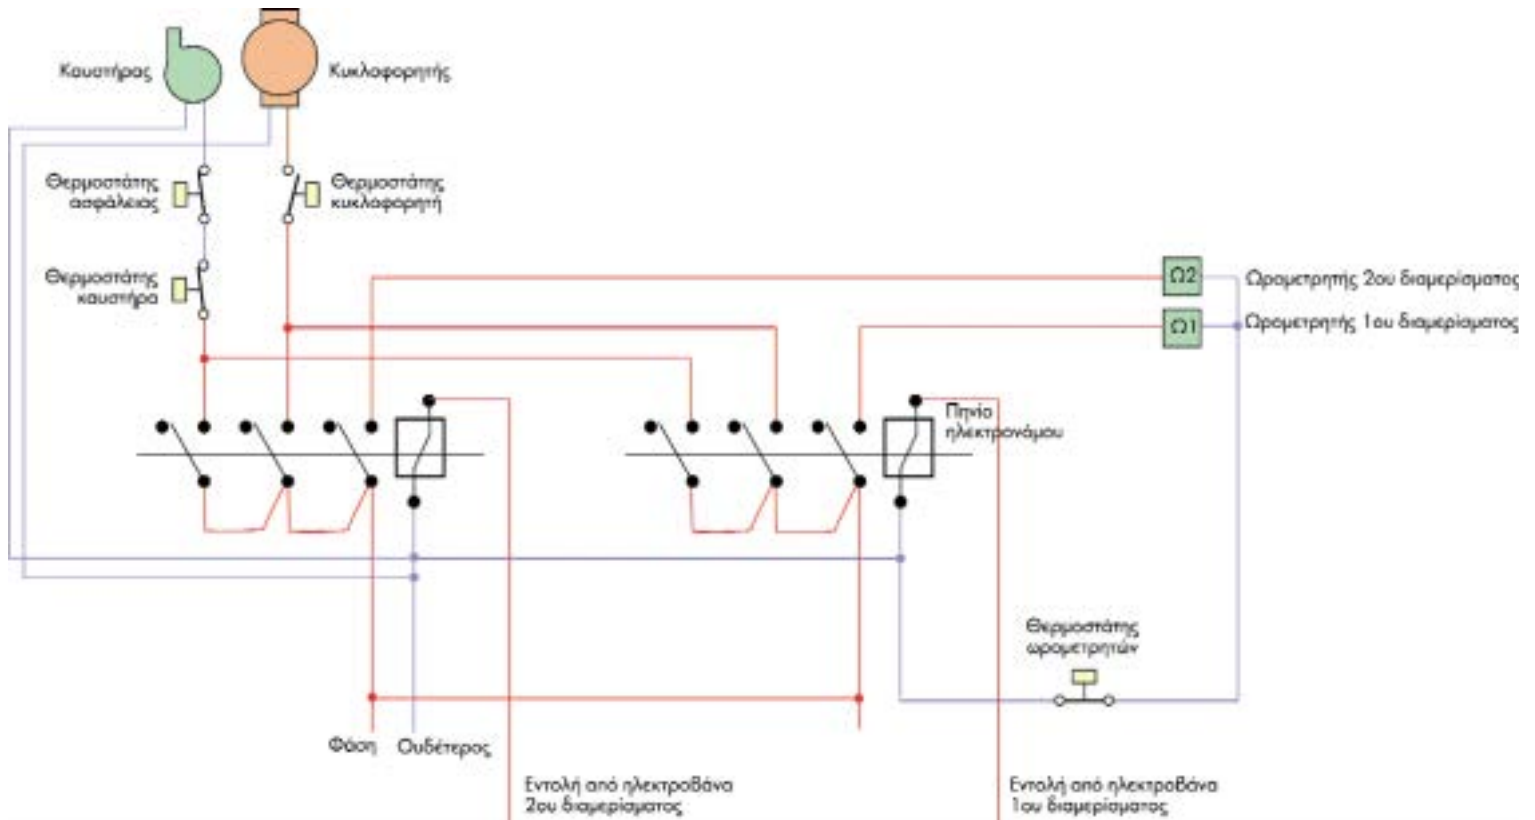 Καυστήρας
Κυκλοφορητής
Θερμοστάτης
ασφάλειας
Θερμοστάτης
κυκλοφορητή
Θερμοστάτης
καυστήρα
Ω2
Ωρομετρητής 2ου διαμερίσματος
Ω1
Ωρομετρητής 1ου διαμερίσματος
Πηνίο
ηλεκτρονόμου
Θερμοστάτης
ωρομετρητών
Φάση
Ουδέτερος
Εντολή από ηλεκτροβάνα
2ου διαμερίσματος
Εντολή από ηλεκτροβάνα
1ου διαμερίσματος